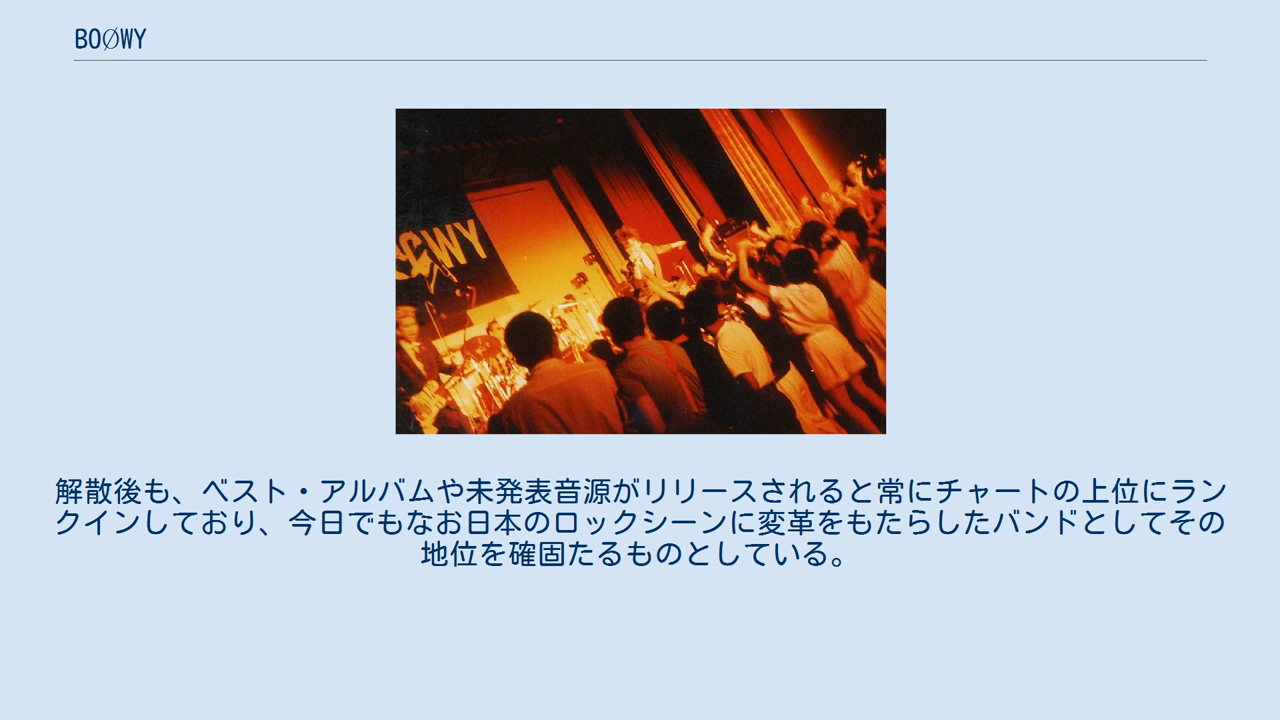 BOØWY
WY
解散後も、ベスト・アルバムや未発表音源がリリースされると常にチャートの上位にラン
クインしており、今日でもなお日本のロックシーンに変革をもたらしたバンドとしてその
地位を確固たるものとしている。